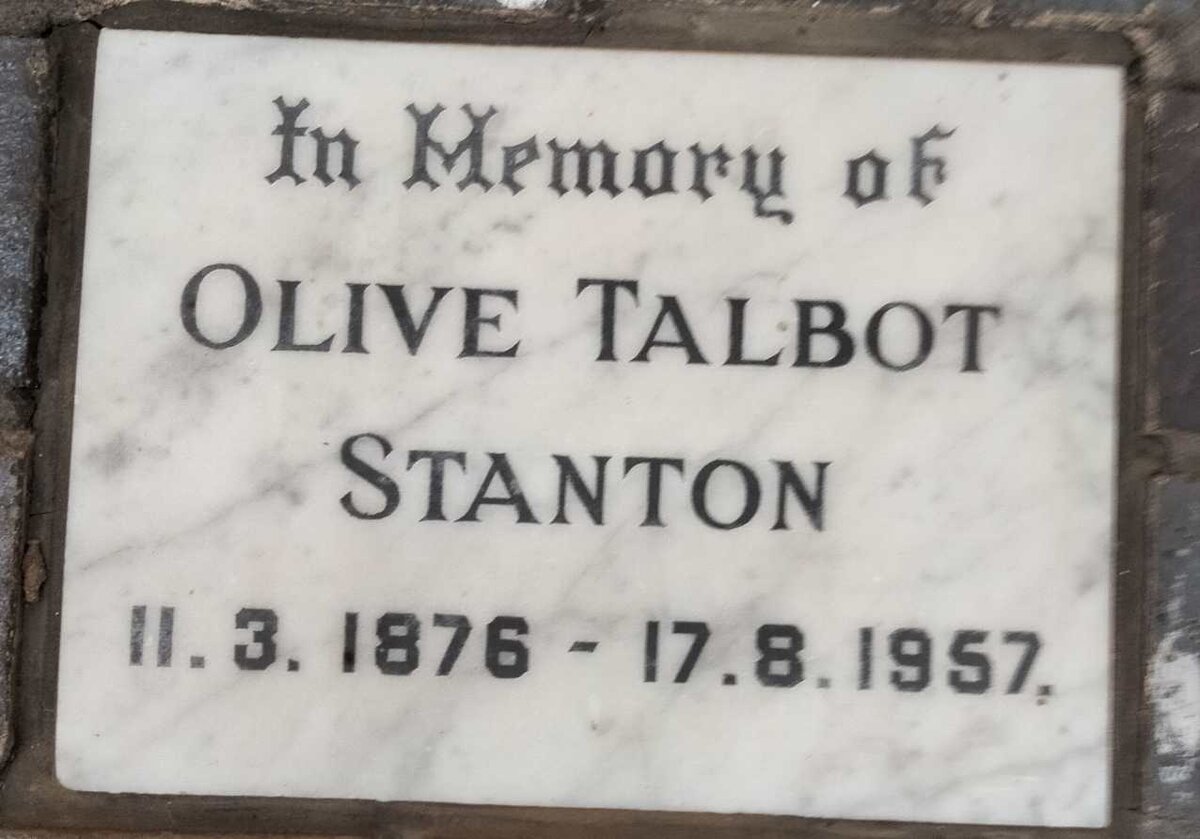 In Memory of
OLIVE TALBOT
STANTON
11.3.1876 - 17.8.1957.